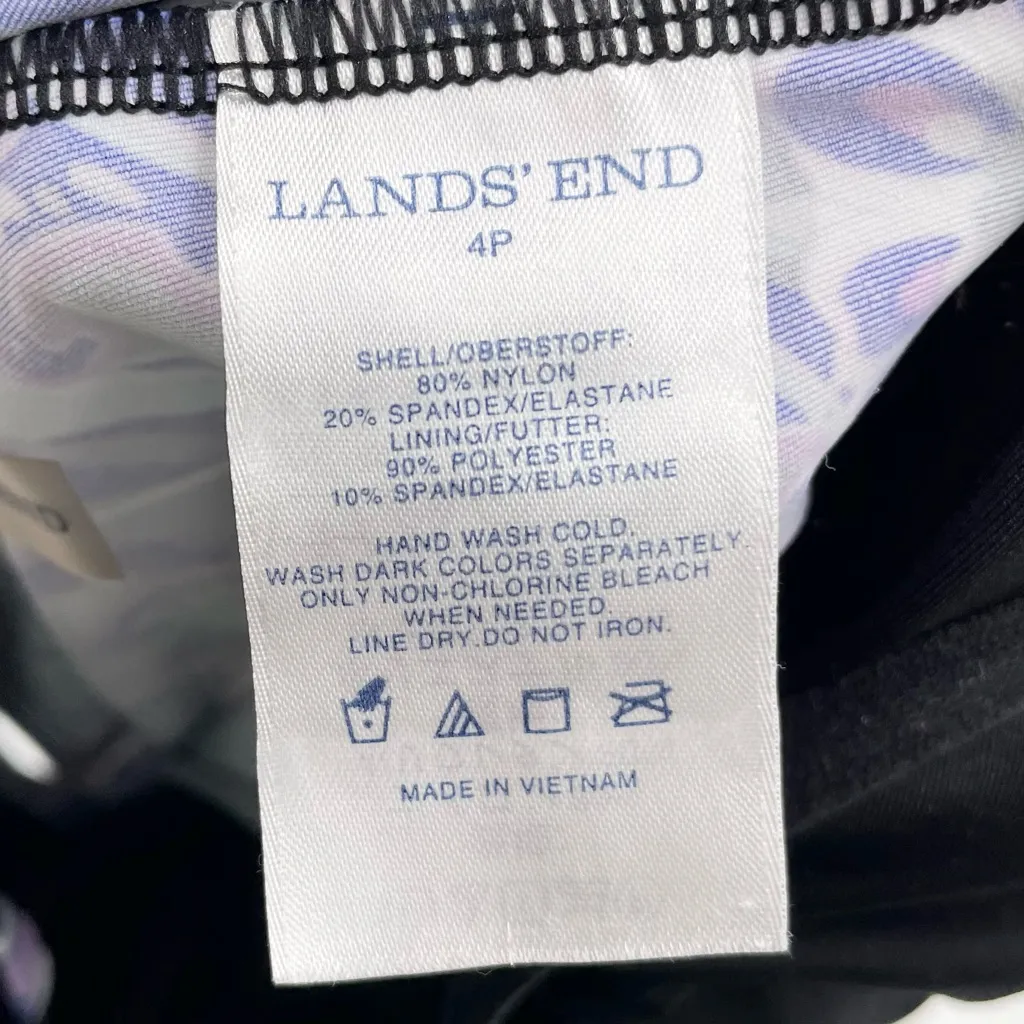 LANDS' END
4P
SHELL/OBERSTOFF:
80% NYLON
20% SPANDEX/ELASTANE
LINING/FUTTER:
90% POLYESTER
10% SPANDEX/ELASTANE
HAND WASH COLD.
WASH DARK COLORS SEPARATELY.
ONLY NON-CHLORINE BLEACH
WHEN NEEDED.
LINE DRY.DO NOT IRON.
MADE IN VIETNAM